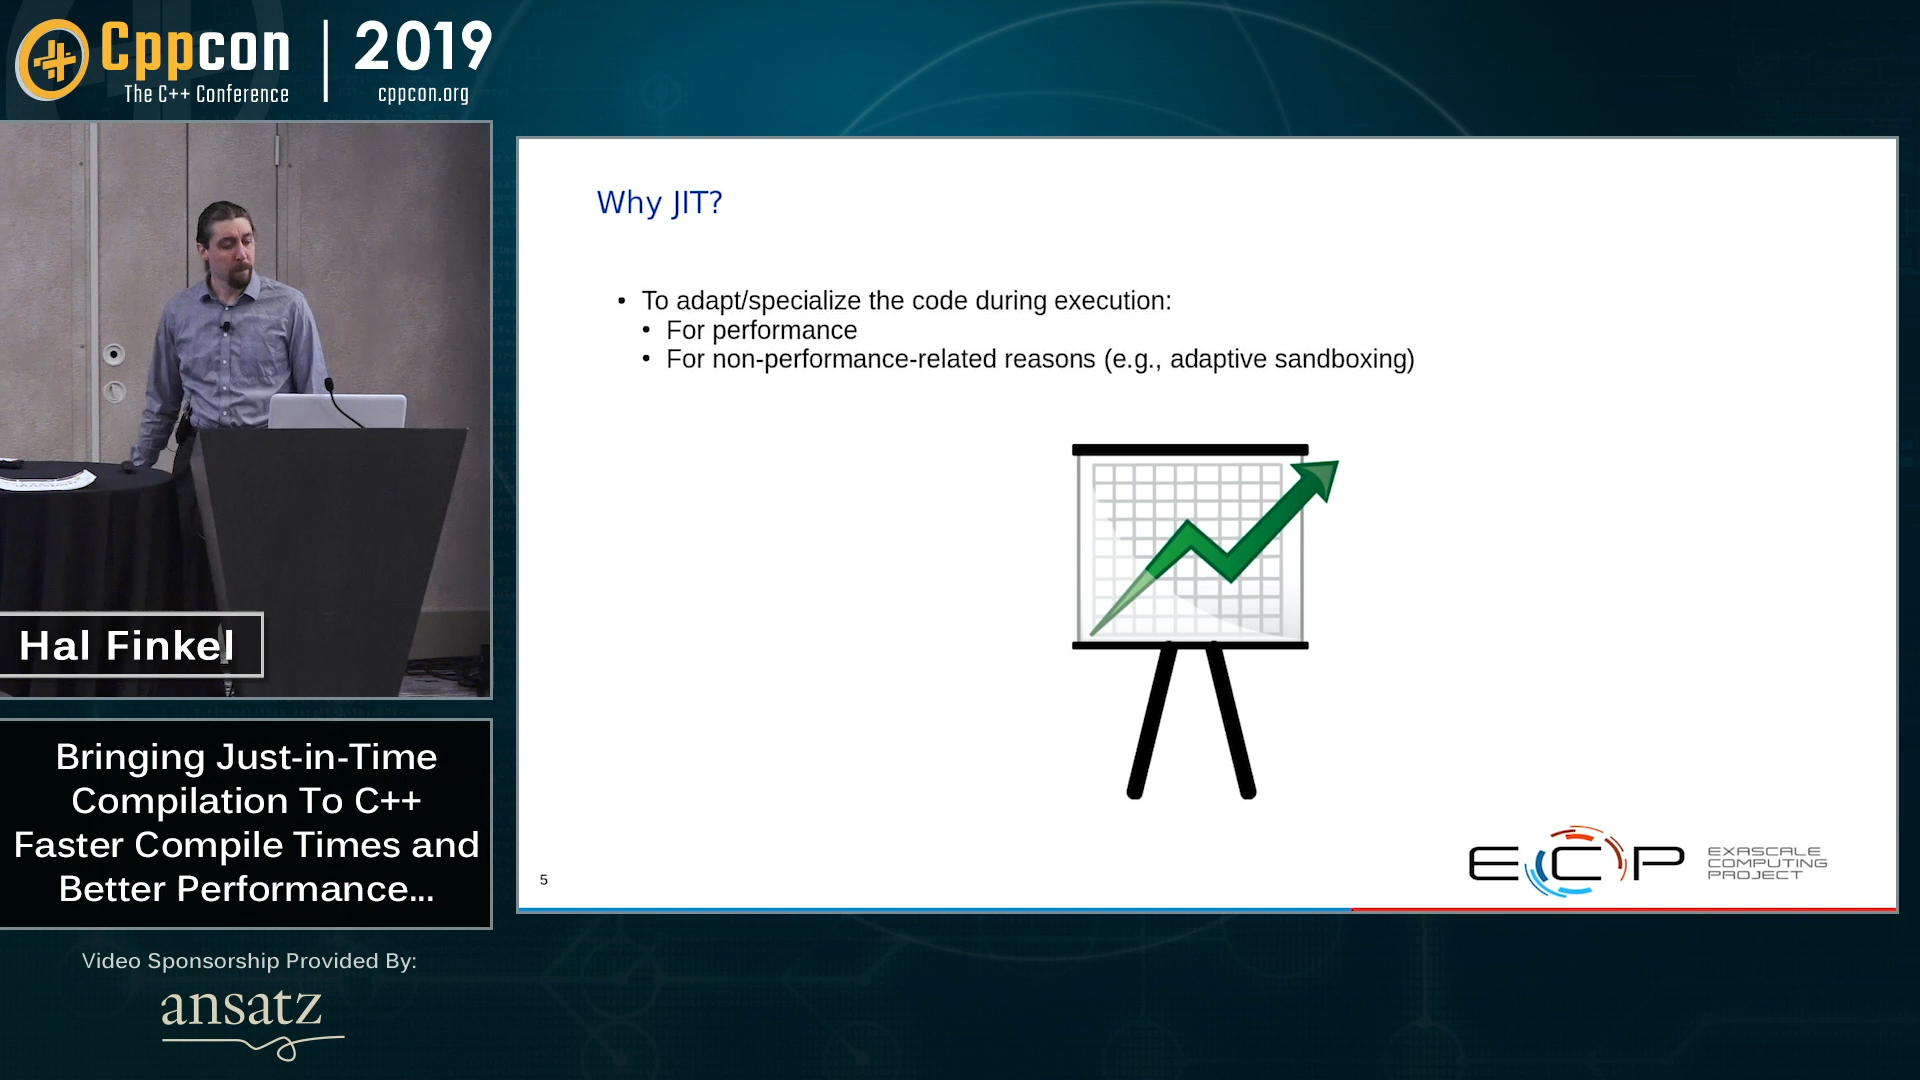 Cppcon
The C++ Conference
2019
cppcon.org
Hal Finkel
Bringing Just-in-Time
Compilation To C++
Faster Compile Times and
Better Performance...
Video Sponsorship Provided By:
ansatz
Why JIT?
• To adapt/specialize the code during execution:
• For performance
• For non-performance-related reasons (e.g., adaptive sandboxing)
5
ECP
EXASCALE
COMPUTING
PROJECT